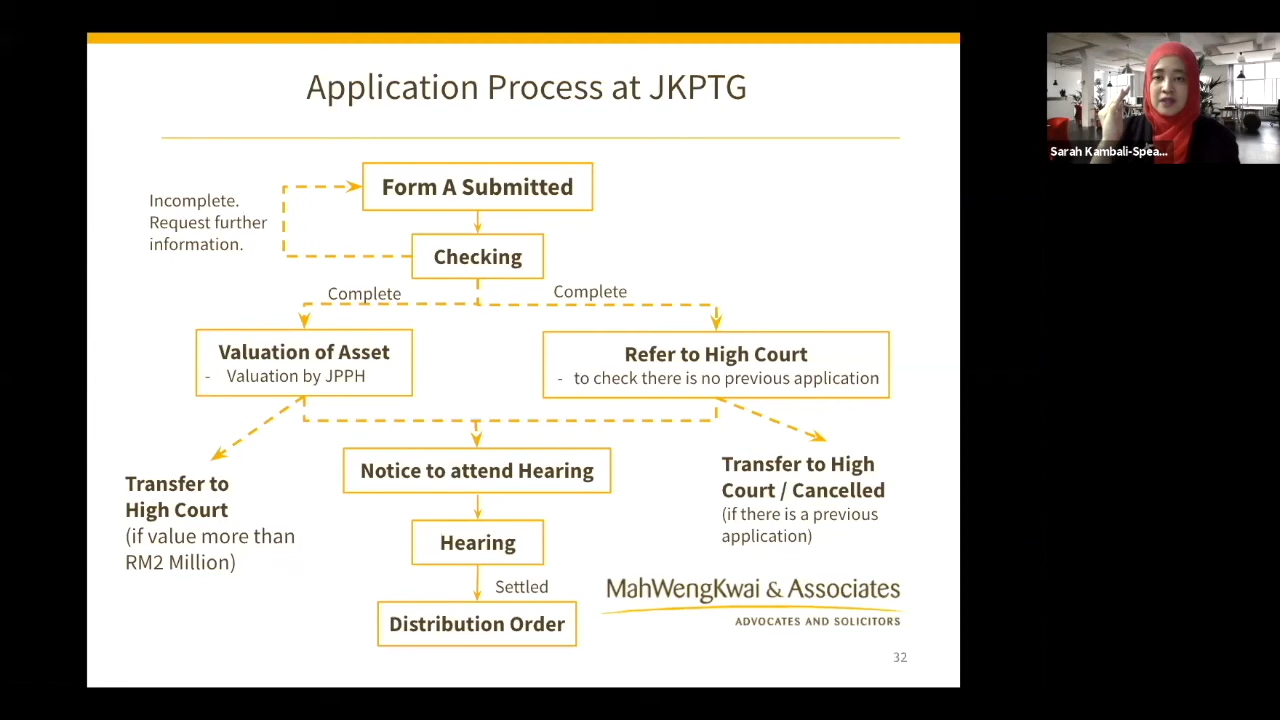 Application Process at JKPTG
Form A Submitted
Incomplete.
Request further
information.
Checking
Complete
Complete
Valuation of Asset
- Valuation by JPPH
Refer to High Court
- to check there is no previous application
Notice to attend Hearing
Transfer to
High Court
(if value more than
RM2 Million)
Transfer to High
Court / Cancelled
(if there is a previous
application)
Hearing
Settled
Distribution Order
MahWengKwai & Associates
ADVOCATES AND SOLICITORS
32
Sarah Kambali-Spea...